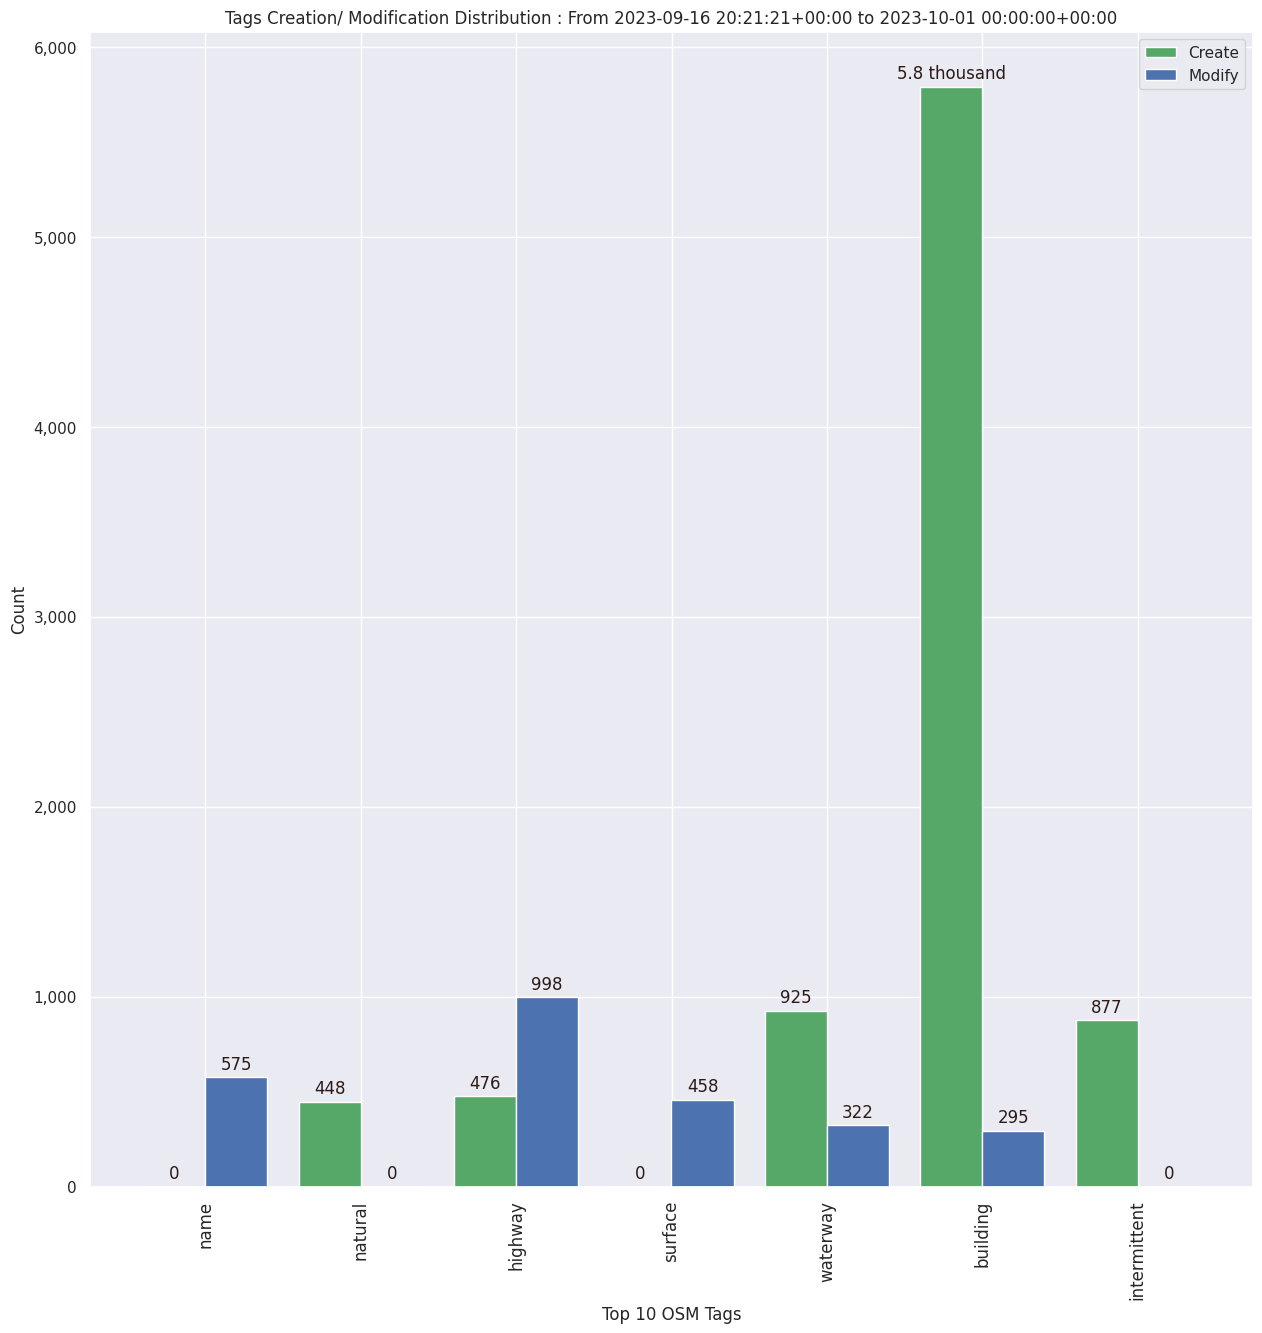 Tags Creation/ Modification Distribution : From 2023-09-16 20:21:21+00:00 to 2023-10-01 00:00:00+00:00
Create
Modify
6,000
5,000
4,000
3,000
2,000
1,000
0
Count
5.8 thousand
998
925
877
575
448
476
458
322
295
0
0
0
0
name
natural
highway
surface
waterway
building
intermittent
Top 10 OSM Tags